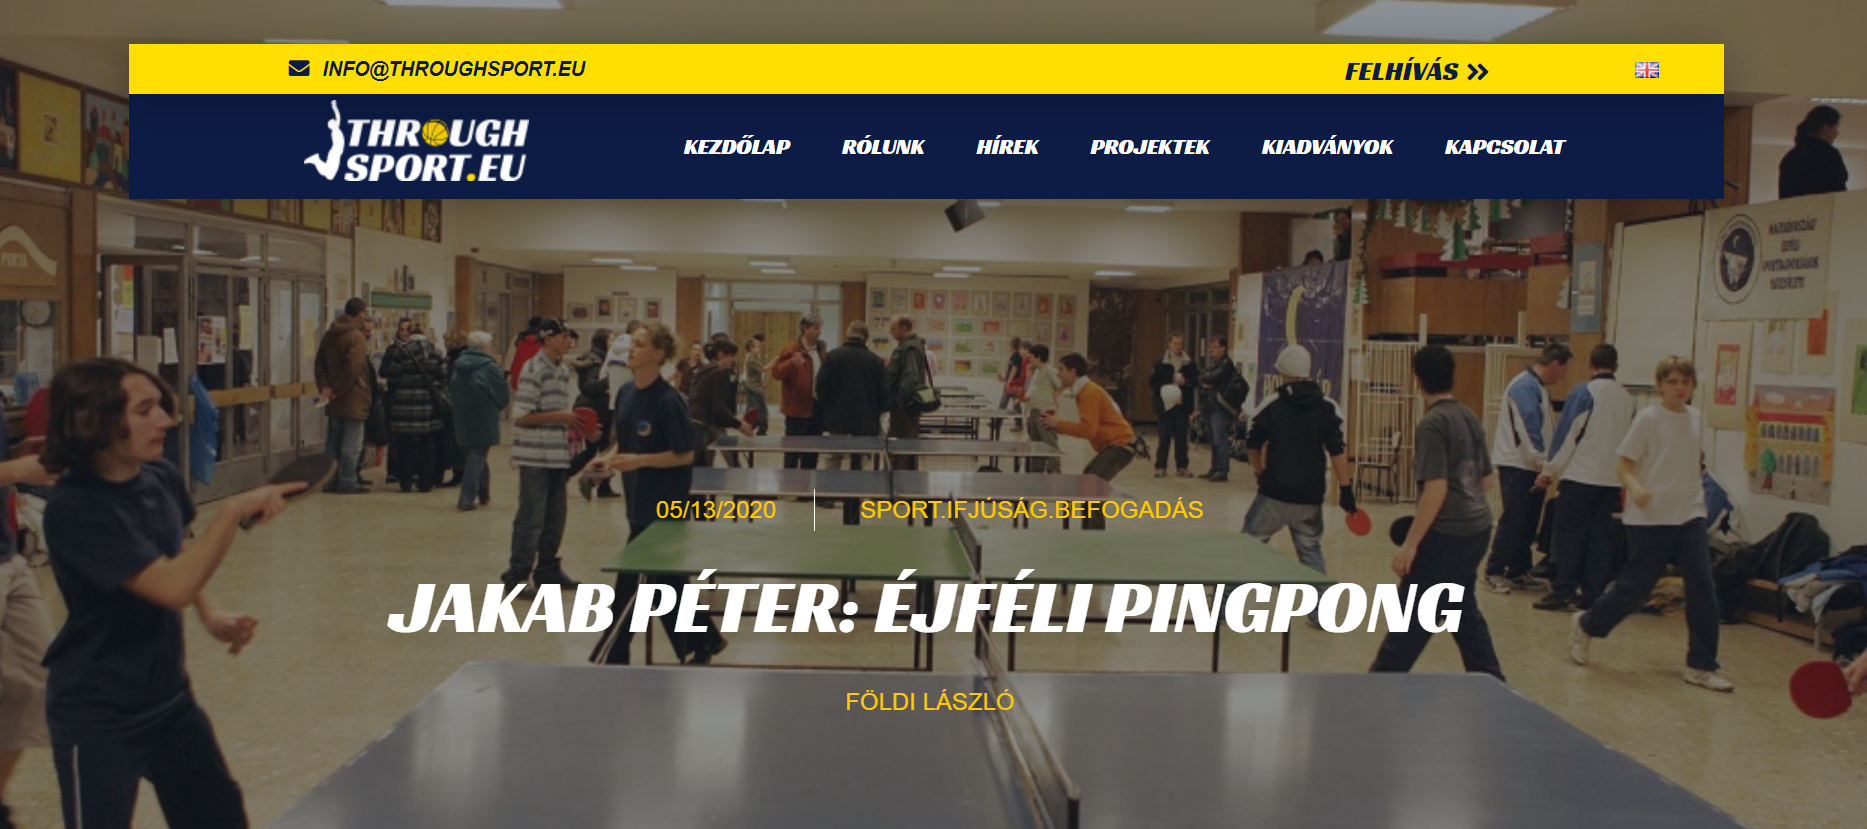 INFO@THROUGHSPORT.EU
FELHÍVÁS
THROUGH
SPORT.EU
KEZDŐLAP
RÓLUNK
HÍREK
PROJEKTEK
KIADVÁNYOK
KAPCSOLAT
PORTA
05/13/2020
SPORT.IFJÚSÁG.BEFOGADÁS
JAKAB PÉTER: ÉJFÉLI PINGPONG
FÖLDI LÁSZLÓ